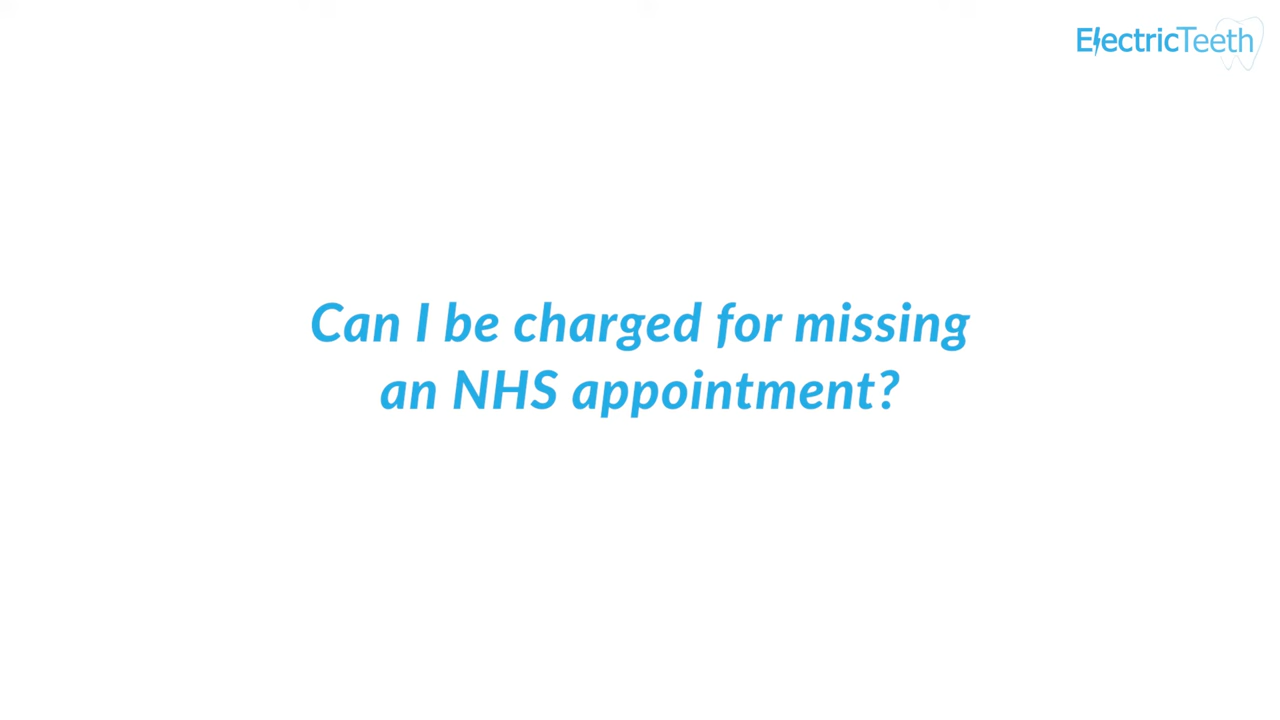 ElectricTeeth
Can I be charged for missing
an NHS appointment?